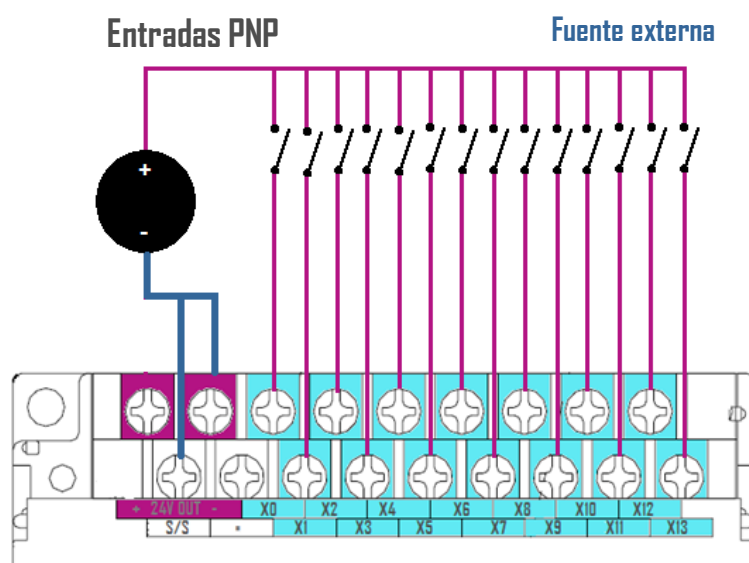 Entradas PNP
Fuente externa
+
-
+ 24V OUT - X0 X2 X4 X6 X8 X10 X12
S/S • X1 X3 X5 X7 X9 X11 X13